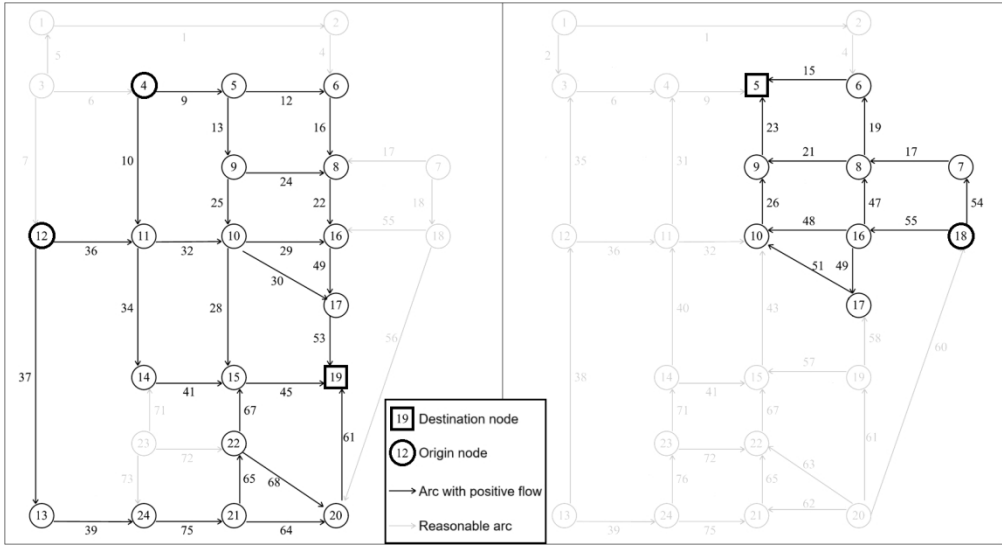 1 2
1
5 4
3 4 5 6
6 9 12
7 10 13 16
9 8 7
24 17
25 22 18
12 11 10 16 18
36 32 29 55
30 49
34 28 17
37 53 56
14 15 19
41 45
71 67 61
23 22
72 68
73 65
13 24 21 20
39 75 64
1 2
1
2 4
3 4 5 6
6 9 15
35 31 23 19
9 8 7
21 17
26 47 54
12 11 10 16 18
36 32 48 55
51 49
40 43 17
38 58 60
14 15 19
41 57
71 67 61
23 22
72 63
76 65
13 24 21 20
39 75 62
19 Destination node
12 Origin node
Arc with positive flow
Reasonable arc